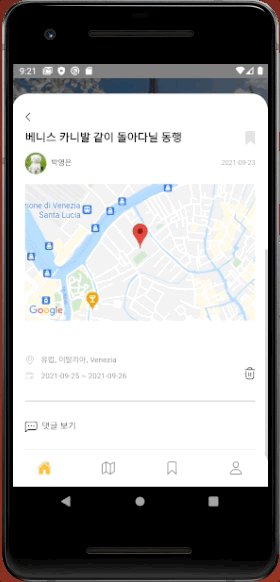 9:21
베니스 카니발 같이 돌아다닐 동행
박영은
2021-09-23
zione di Venezia
Santa Lucia
Google
유럽, 이탈리아, Venezia
2021-09-25 ~ 2021-09-26
댓글 보기